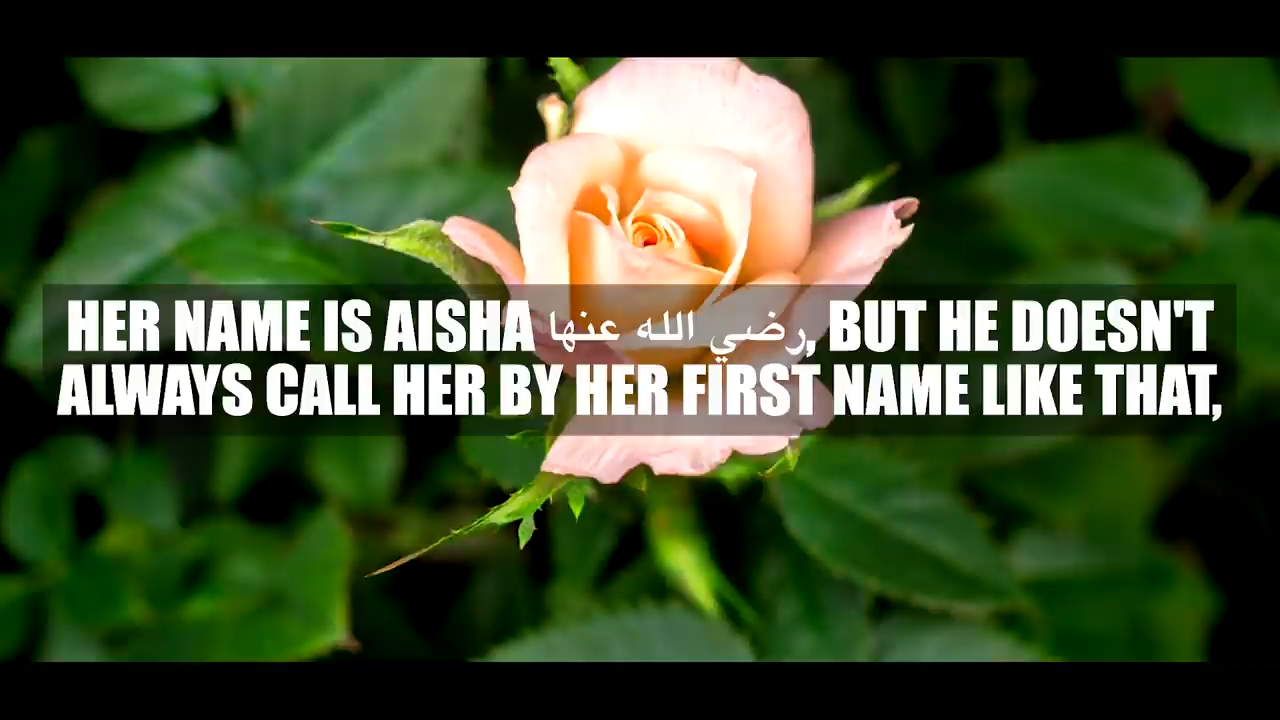 HER NAME IS AISHA رضي الله عنها, BUT HE DOESN'T
ALWAYS CALL HER BY HER FIRST NAME LIKE THAT,